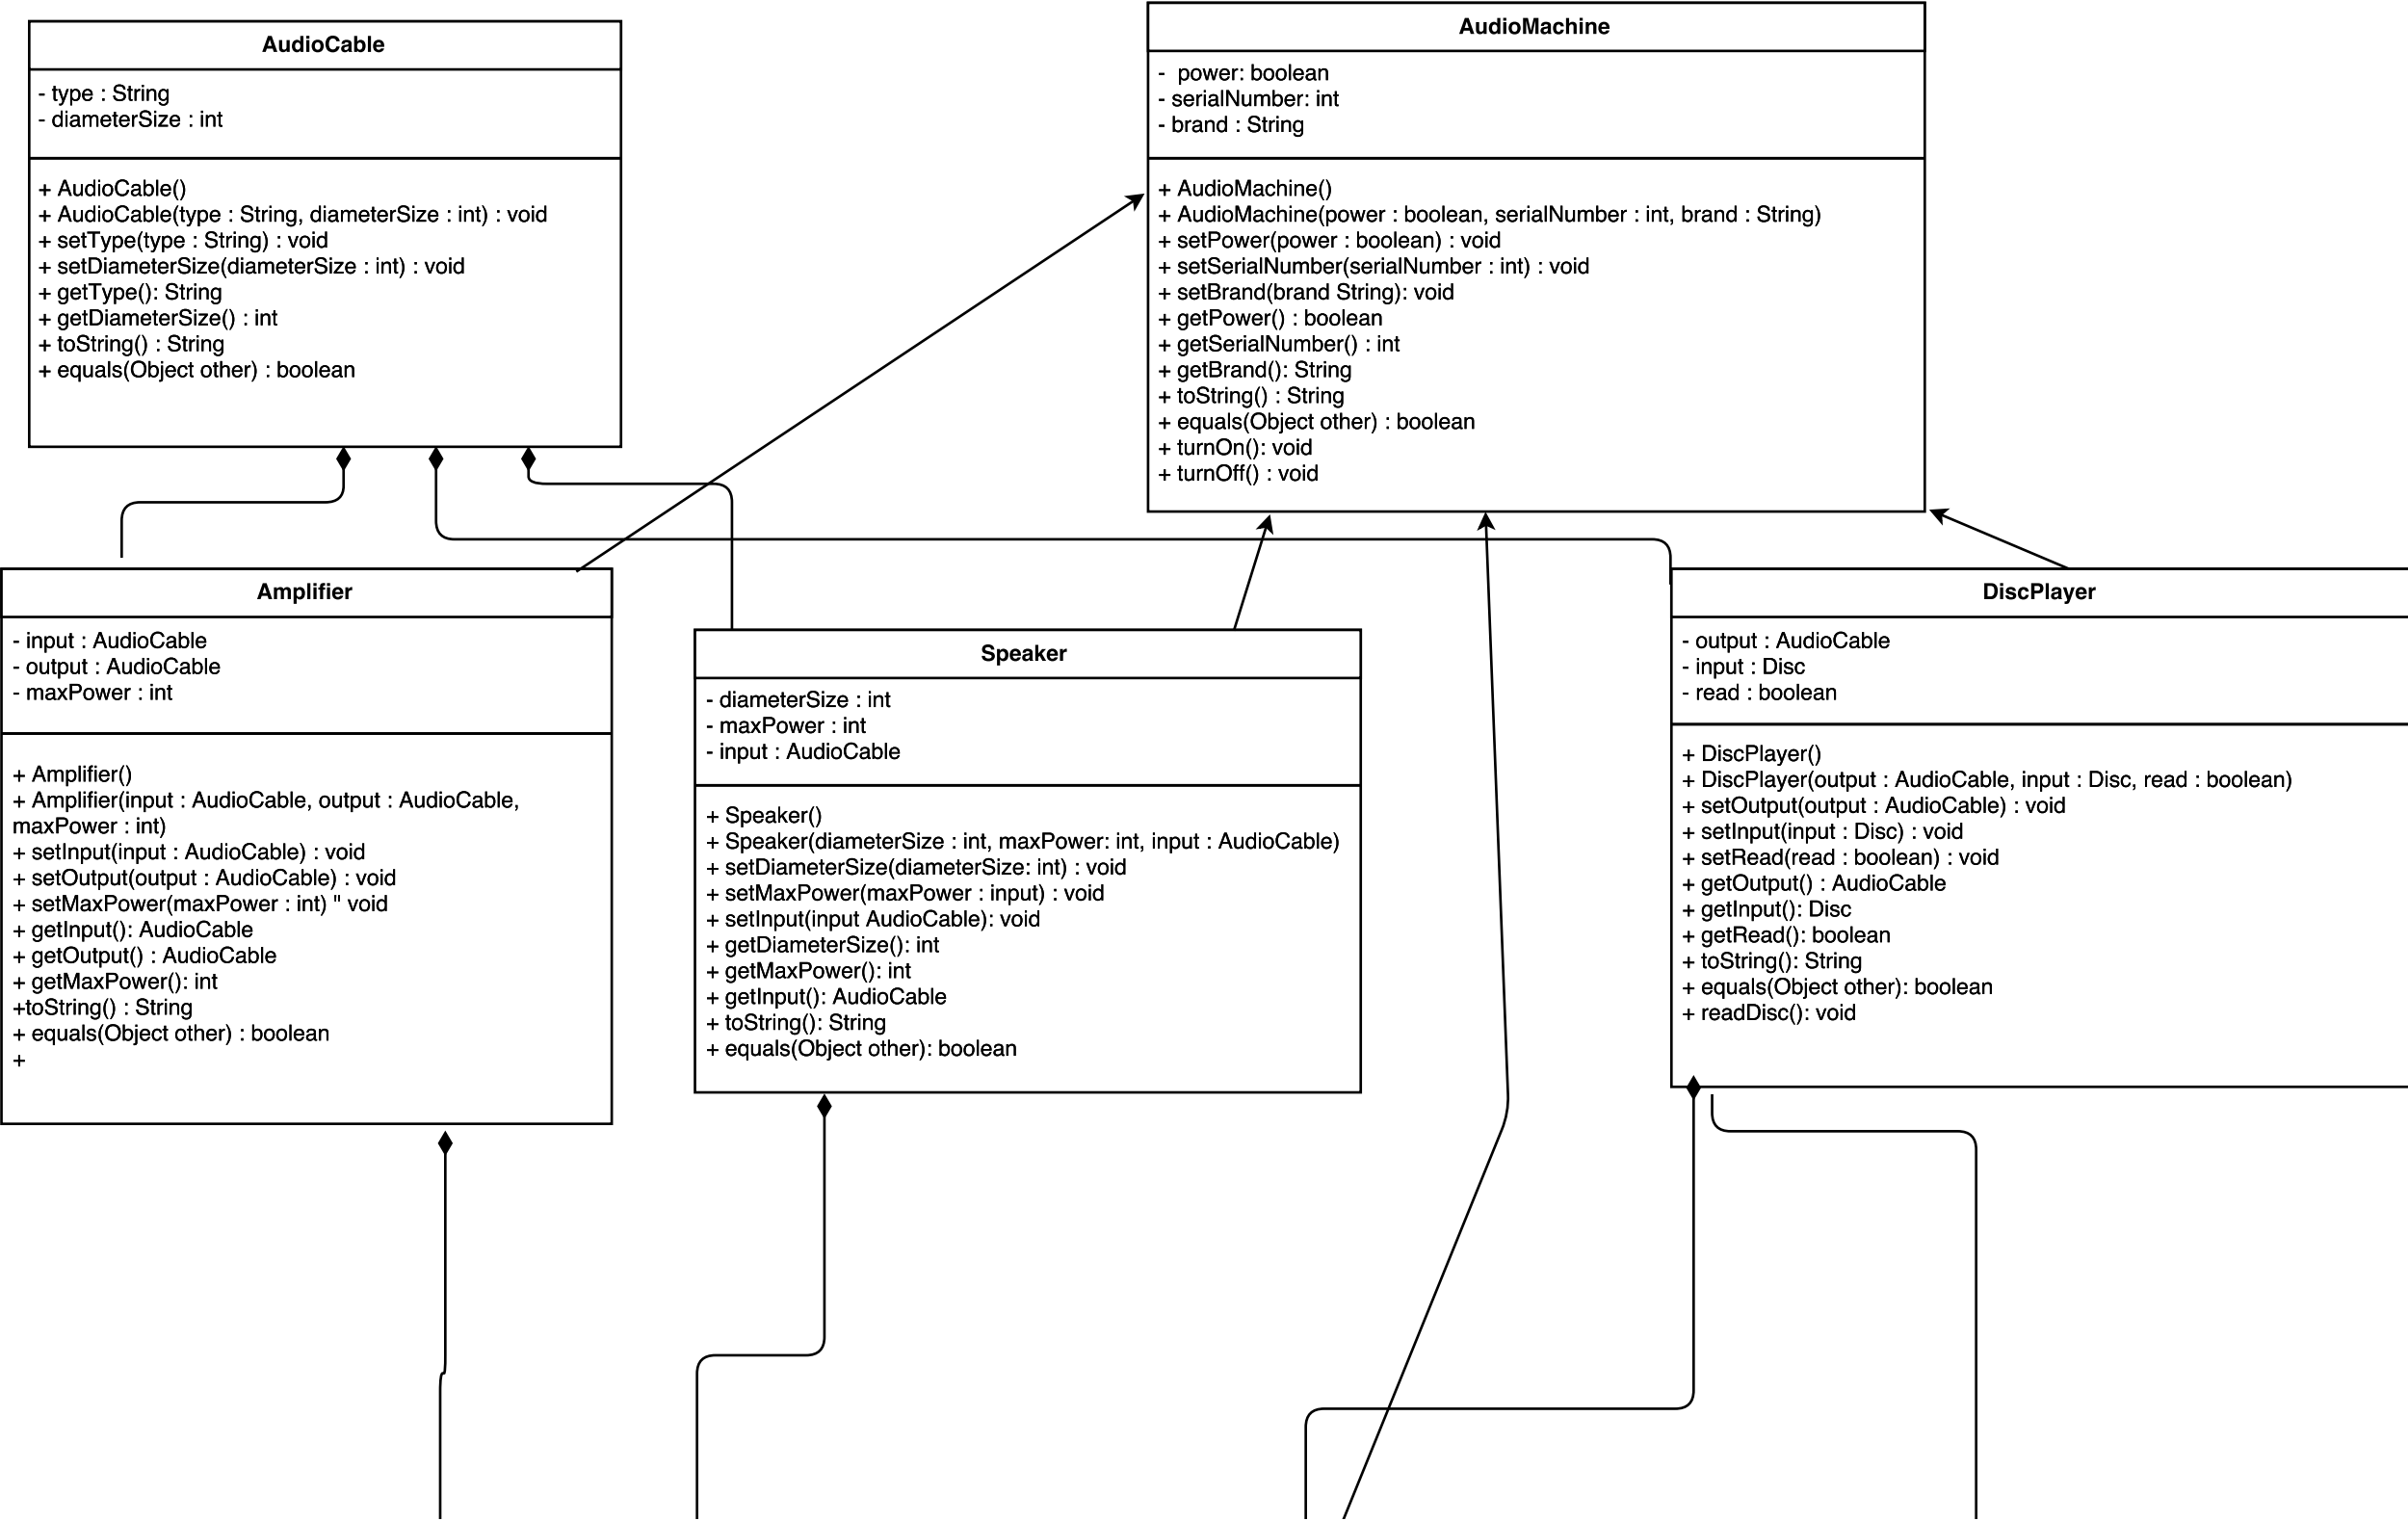 AudioCable
- type : String
- diameterSize : int
+ AudioCable()
+ AudioCable(type : String, diameterSize : int) : void
+ setType(type : String) : void
+ setDiameterSize(diameterSize : int) : void
+ getType(): String
+ getDiameterSize() : int
+ toString() : String
+ equals(Object other) : boolean
AudioMachine
- power: boolean
- serialNumber: int
- brand : String
+ AudioMachine()
+ AudioMachine(power : boolean, serialNumber : int, brand : String)
+ setPower(power : boolean) : void
+ setSerialNumber(serialNumber : int) : void
+ setBrand(brand String): void
+ getPower() : boolean
+ getSerialNumber() : int
+ getBrand(): String
+ toString() : String
+ equals(Object other) : boolean
+ turnOn(): void
+ turnOff() : void
Amplifier
- input : AudioCable
- output : AudioCable
- maxPower : int
+ Amplifier()
+ Amplifier(input : AudioCable, output : AudioCable,
maxPower : int)
+ setInput(input : AudioCable) : void
+ setOutput(output : AudioCable) : void
+ setMaxPower(maxPower : int) " void
+ getInput(): AudioCable
+ getOutput() : AudioCable
+ getMaxPower(): int
+toString() : String
+ equals(Object other) : boolean
+
Speaker
- diameterSize : int
- maxPower : int
- input : AudioCable
+ Speaker()
+ Speaker(diameterSize : int, maxPower: int, input : AudioCable)
+ setDiameterSize(diameterSize: int) : void
+ setMaxPower(maxPower : input) : void
+ setInput(input AudioCable): void
+ getDiameterSize(): int
+ getMaxPower(): int
+ getInput(): AudioCable
+ toString(): String
+ equals(Object other): boolean
DiscPlayer
- output : AudioCable
- input : Disc
- read : boolean
+ DiscPlayer()
+ DiscPlayer(output : AudioCable, input : Disc, read : boolean)
+ setOutput(output : AudioCable) : void
+ setInput(input : Disc) : void
+ setRead(read : boolean) : void
+ getOutput() : AudioCable
+ getInput(): Disc
+ getRead(): boolean
+ toString(): String
+ equals(Object other): boolean
+ readDisc(): void